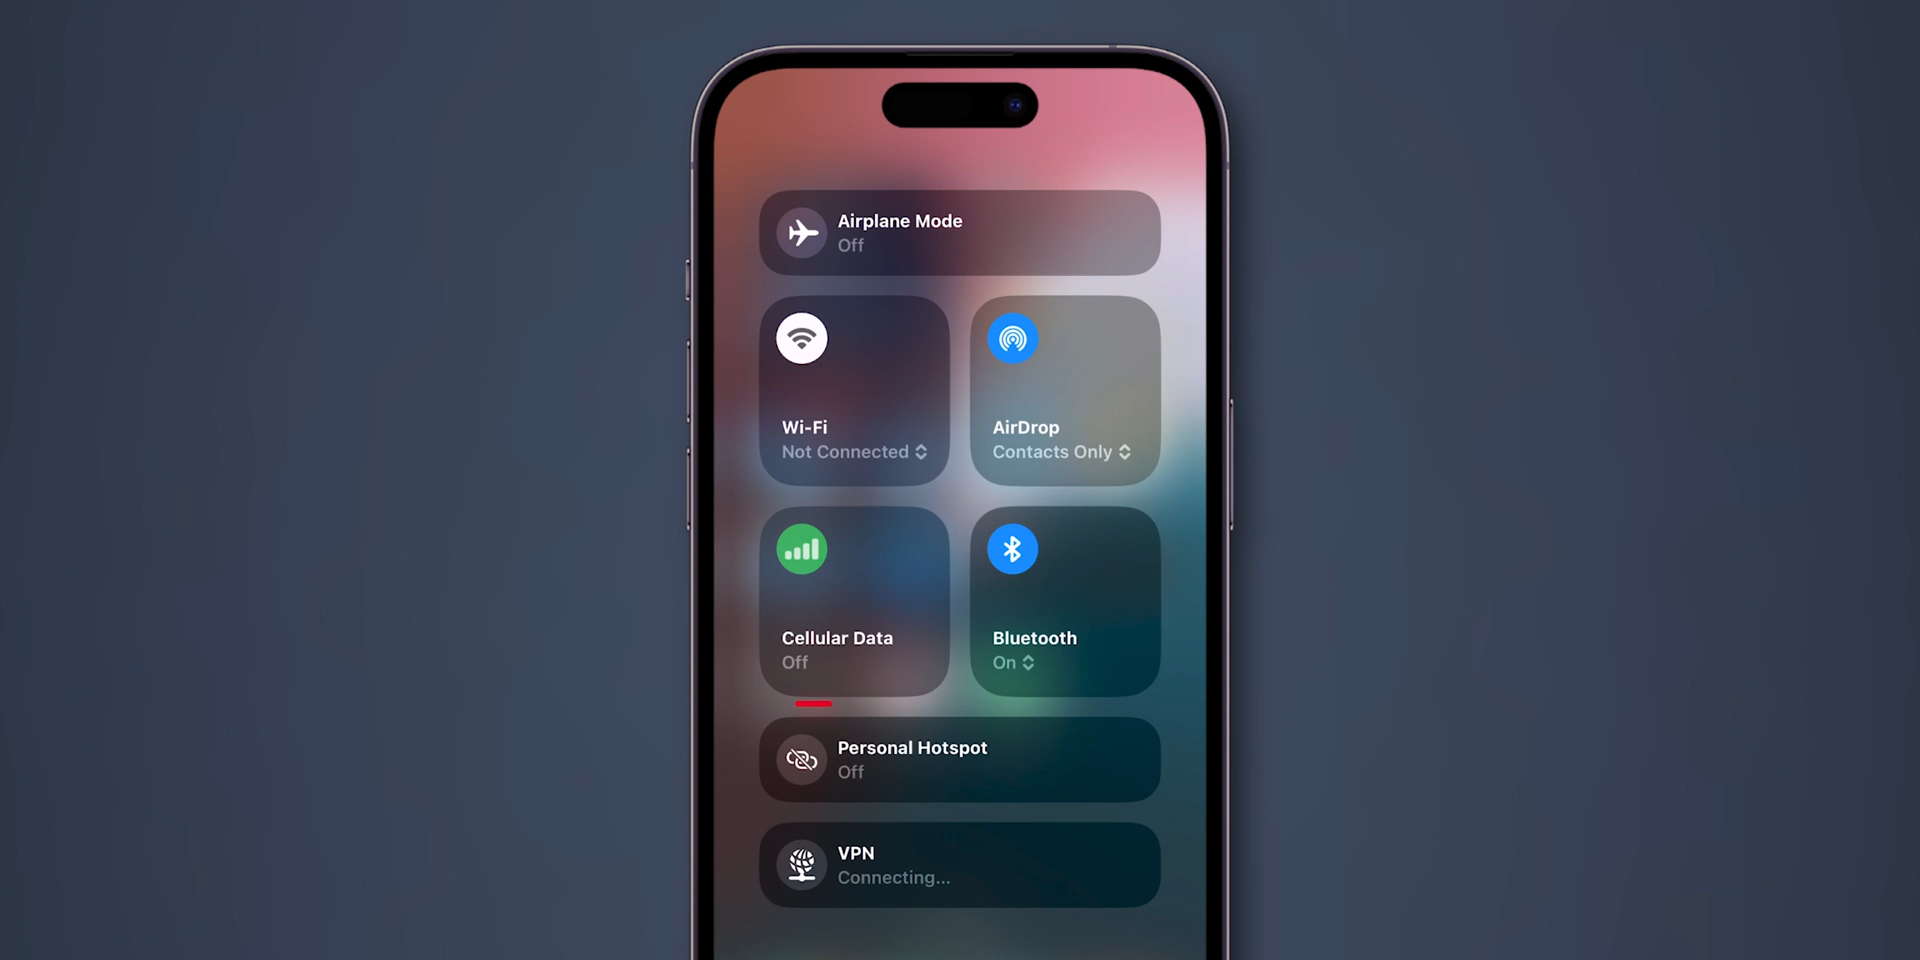 Airplane Mode
Off
Wi-Fi
Not Connected
AirDrop
Contacts Only
Cellular Data
Off
Bluetooth
On
Personal Hotspot
Off
VPN
Connecting...